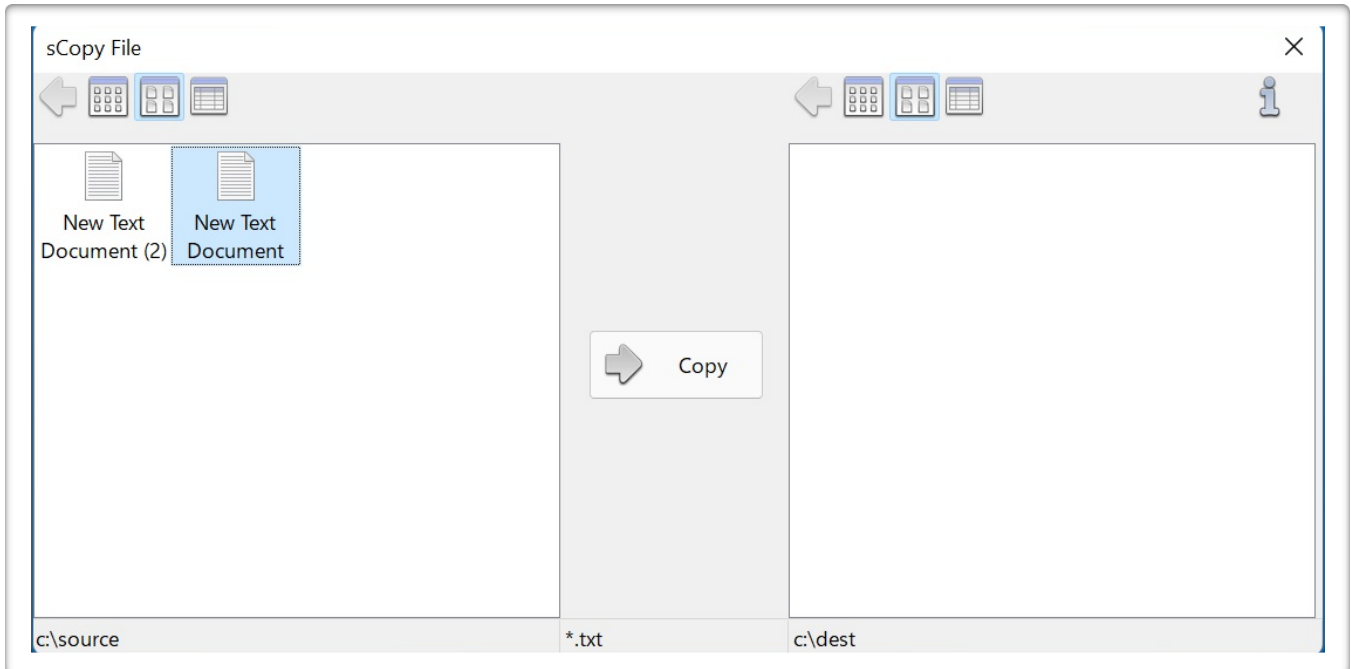 sCopy File
New Text
Document (2)
New Text
Document
Copy
c:\source
*.txt
c:\dest